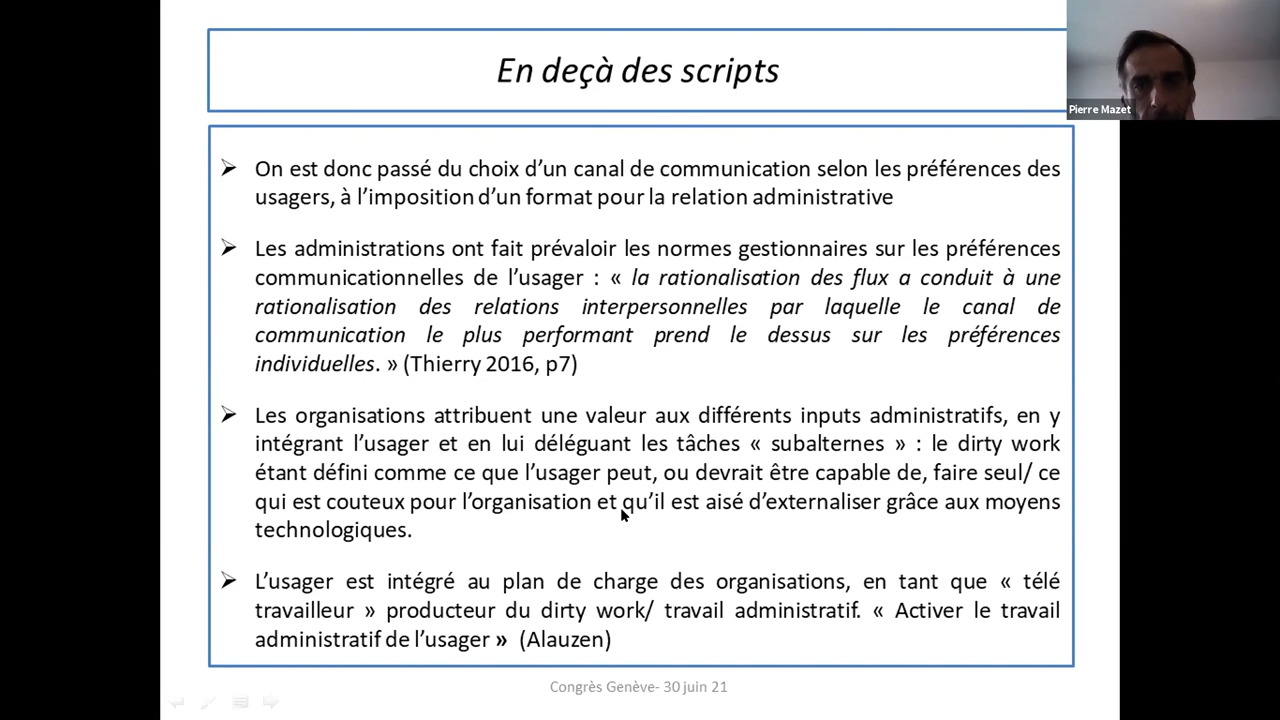 En deçà des scripts
Pierre Mazet
➢ On est donc passé du choix d’un canal de communication selon les préférences des
usagers, à l’imposition d’un format pour la relation administrative
➢ Les administrations ont fait prévaloir les normes gestionnaires sur les préférences
communicationnelles de l’usager : « la rationalisation des flux a conduit à une
rationalisation des relations interpersonnelles par laquelle le canal de
communication le plus performant prend le dessus sur les préférences
individuelles. » (Thierry 2016, p7)
➢ Les organisations attribuent une valeur aux différents inputs administratifs, en y
intégrant l’usager et en lui déléguant les tâches « subalternes » : le dirty work
étant défini comme ce que l’usager peut, ou devrait être capable de, faire seul/ ce
qui est couteux pour l’organisation et qu’il est aisé d’externaliser grâce aux moyens
technologiques.
➢ L’usager est intégré au plan de charge des organisations, en tant que « télé
travailleur » producteur du dirty work/ travail administratif. « Activer le travail
administratif de l’usager » (Alauzen)
Congrès Genève- 30 juin 21